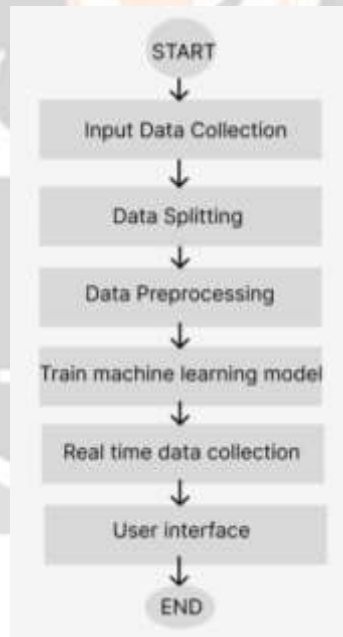 START
Input Data Collection
Data Splitting
Data Preprocessing
Train machine learning model
Real time data collection
User interface
END